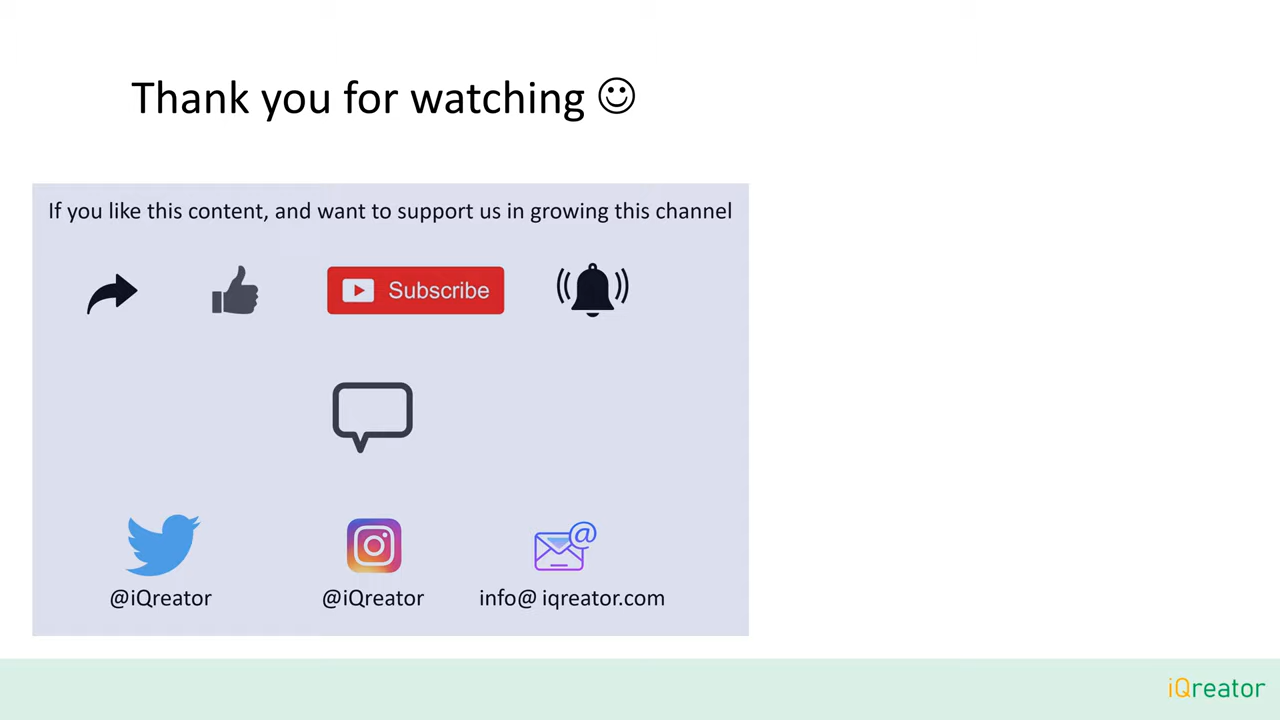 Thank you for watching ☺
If you like this content, and want to support us in growing this channel
Subscribe
@iQreator
@iQreator
info@ iqreator.com
iQreator